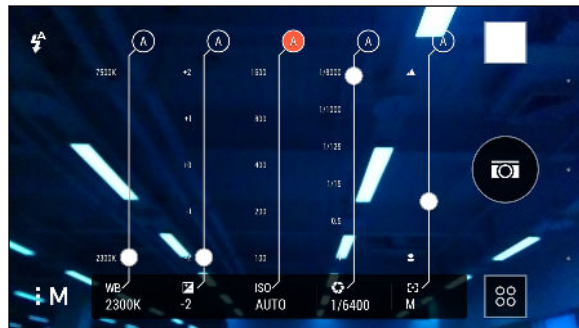 A
A A A A A
7500K +2 1600 1/8000
+1 800 1/1000
+0 400 1/125
-1 200 1/15
0.5
2300K -2 100
M
WB ISO
2300K -2 AUTO 1/6400 M